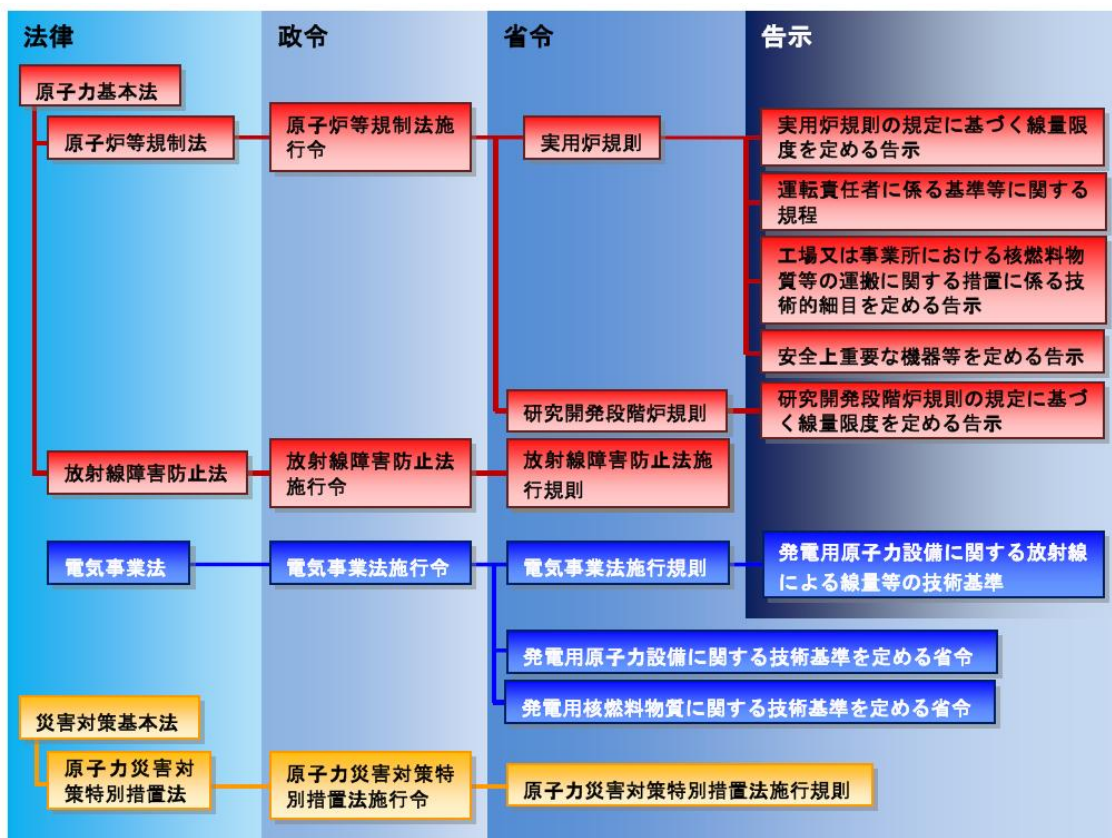 法律
政令
省令
告示
原子力基本法
原子炉等規制法
原子炉等規制法施
行令
実用炉規則
実用炉規則の規定に基づく線量限
度を定める告示
運転責任者に係る基準等に関する
規程
工場又は事業所における核燃料物
質等の運搬に関する措置に係る技
術的細目を定める告示
安全上重要な機器等を定める告示
研究開発段階炉規則
研究開発段階炉規則の規定に基づ
く線量限度を定める告示
放射線障害防止法
放射線障害防止法
施行令
放射線障害防止法施
行規則
電気事業法
電気事業法施行令
電気事業法施行規則
発電用原子力設備に関する放射線
による線量等の技術基準
発電用原子力設備に関する技術基準を定める省令
発電用核燃料物質に関する技術基準を定める省令
災害対策基本法
原子力災害対
策特別措置法
原子力災害対策特
別措置法施行令
原子力災害対策特別措置法施行規則